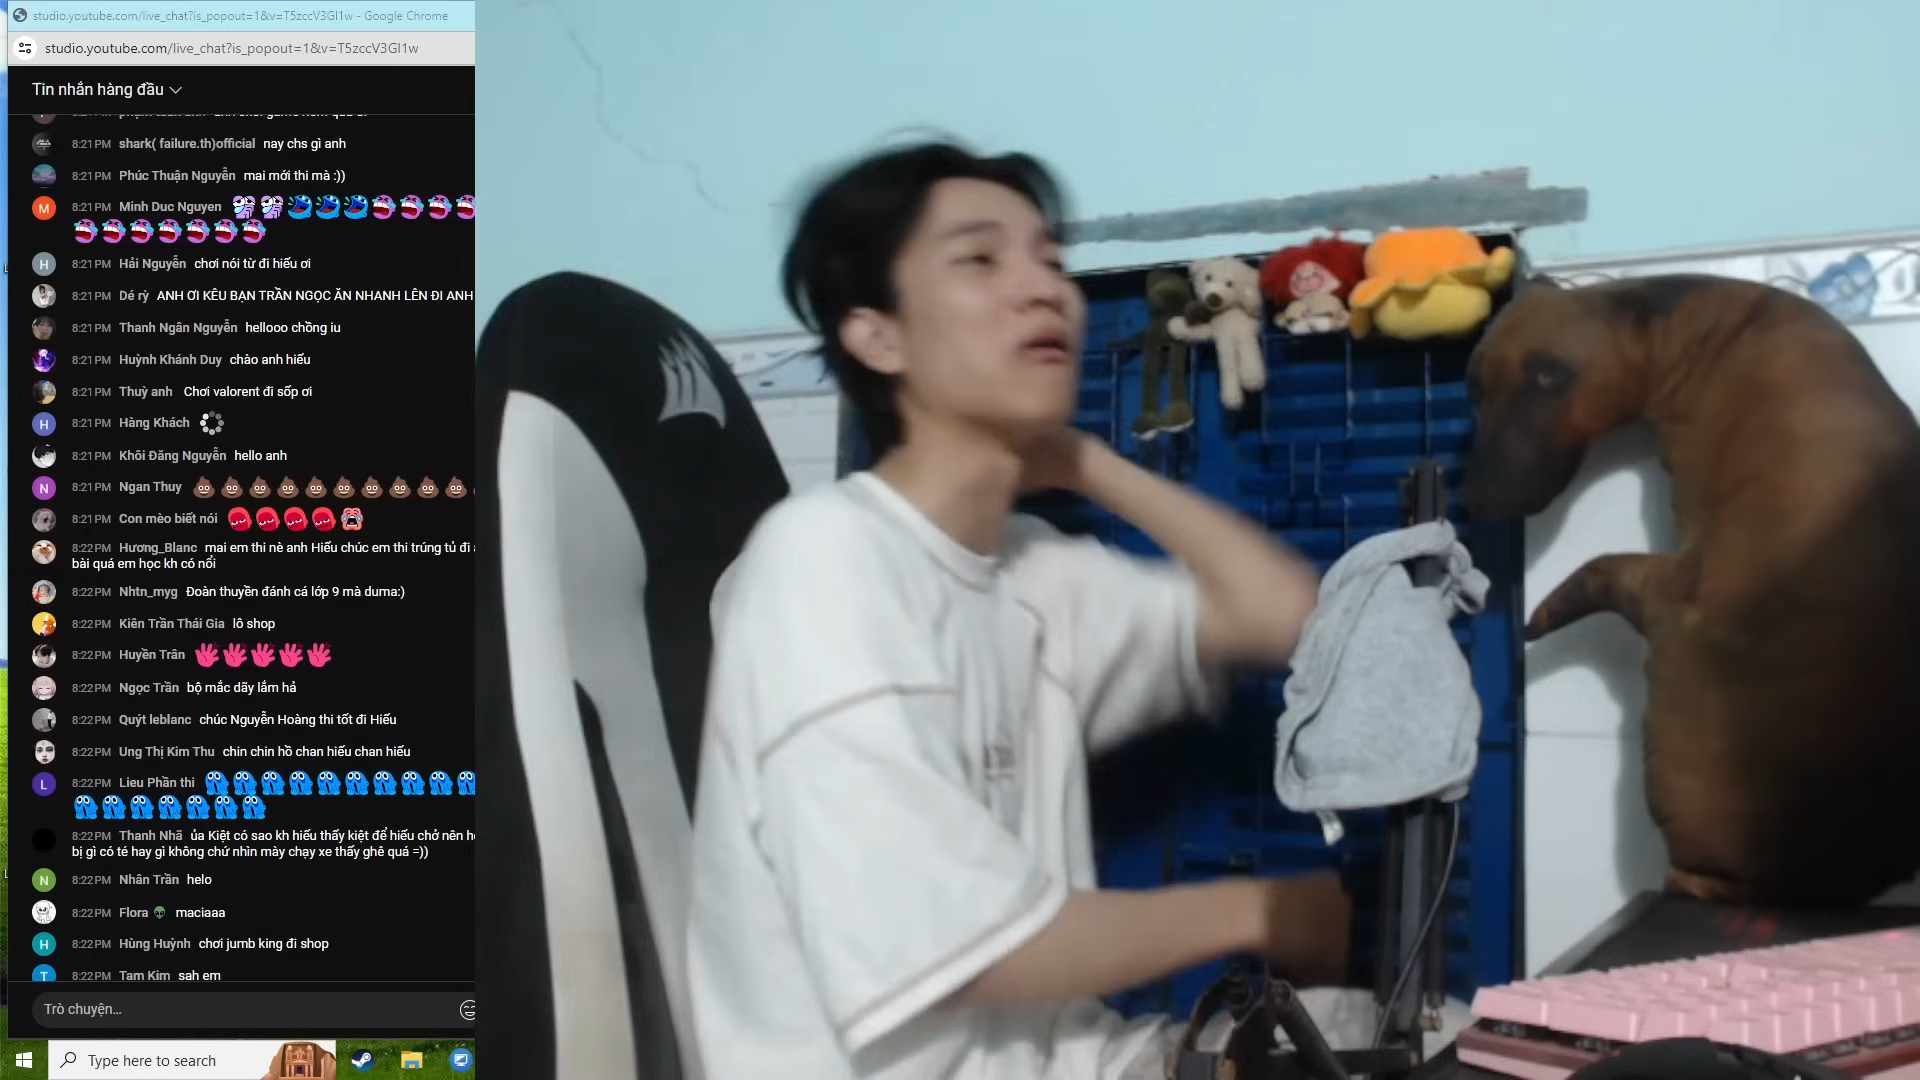 studio.youtube.com/live_chat?is_popout=1&v=T5zccV3GI1w - Google Chrome
studio.youtube.com/live_chat?is_popout=1&v=T5zccV3GI1w
Tin nhắn hàng đầu
8:21 PM shark( failure.th)official nay chs gì anh
8:21 PM Phúc Thuận Nguyễn mai mới thi mà :))
M 8:21 PM Minh Duc Nguyen
H 8:21 PM Hải Nguyễn chơi nói từ đi hiếu ơi
8:21 PM Dé rỳ ANH ƠI KÊU BẠN TRẦN NGỌC ĂN NHANH LÊN ĐI ANH
8:21 PM Thanh Ngân Nguyễn hellooo chồng iu
8:21 PM Huỳnh Khánh Duy chào anh hiếu
8:21 PM Thuỳ anh Chơi valorent đi sốp ơi
H 8:21 PM Hàng Khách
8:21 PM Khôi Đăng Nguyễn hello anh
N 8:21 PM Ngan Thuy 💩💩💩💩💩💩💩💩💩💩
8:21 PM Con mèo biết nói
8:22 PM Hương_Blanc mai em thi nè anh Hiếu chúc em thi trúng tủ đi
bài quá em học kh có nổi
8:22 PM Nhtn_myg Đoàn thuyền đánh cá lớp 9 mà duma:)
8:22 PM Kiên Trần Thái Gia lô shop
8:22 PM Huyền Trân
8:22 PM Ngọc Trần bộ mắc dãy lắm hả
8:22 PM Quýt leblanc chúc Nguyễn Hoàng thi tốt đi Hiếu
8:22 PM Ung Thị Kim Thu chin chin hồ chan hiếu chan hiếu
L 8:22 PM Lieu Phần thi
8:22 PM Thanh Nhã ủa Kiệt có sao kh hiếu thấy kiệt để hiếu chở nên
bị gì có té hay gì không chứ nhìn mày chạy xe thấy ghê quá =))
N 8:22 PM Nhân Trần helo
8:22 PM Flora 👽 maciaaa
H 8:22 PM Hùng Huỳnh chơi jumb king đi shop
T 8:22 PM Tam Kim sah em
Trò chuyện...
Type here to search